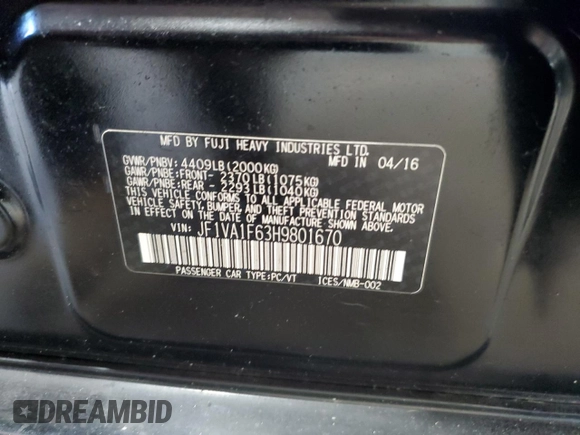 MFD BY FUJI HEAVY INDUSTRIES LTD.
GVWR/PNBV: 4409LB(2000KG) MFD IN 04/16
GAWR/PNBE:FRONT- 2370LB(1075KG)
GAWR/PNBE:REAR - 2293LB(1040KG)
THIS VEHICLE CONFORMS TO ALL APPLICABLE FEDERAL MOTOR
VEHICLE SAFETY, BUMPER, AND THEFT PREVENTION STANDARDS
IN EFFECT ON THE DATE OF MANUFACTURE SHOWN ABOVE.
VIN: JF1VA1F63H9801670
PASSENGER CAR TYPE:PC/VT ICES/NMB-002
DREAMBID